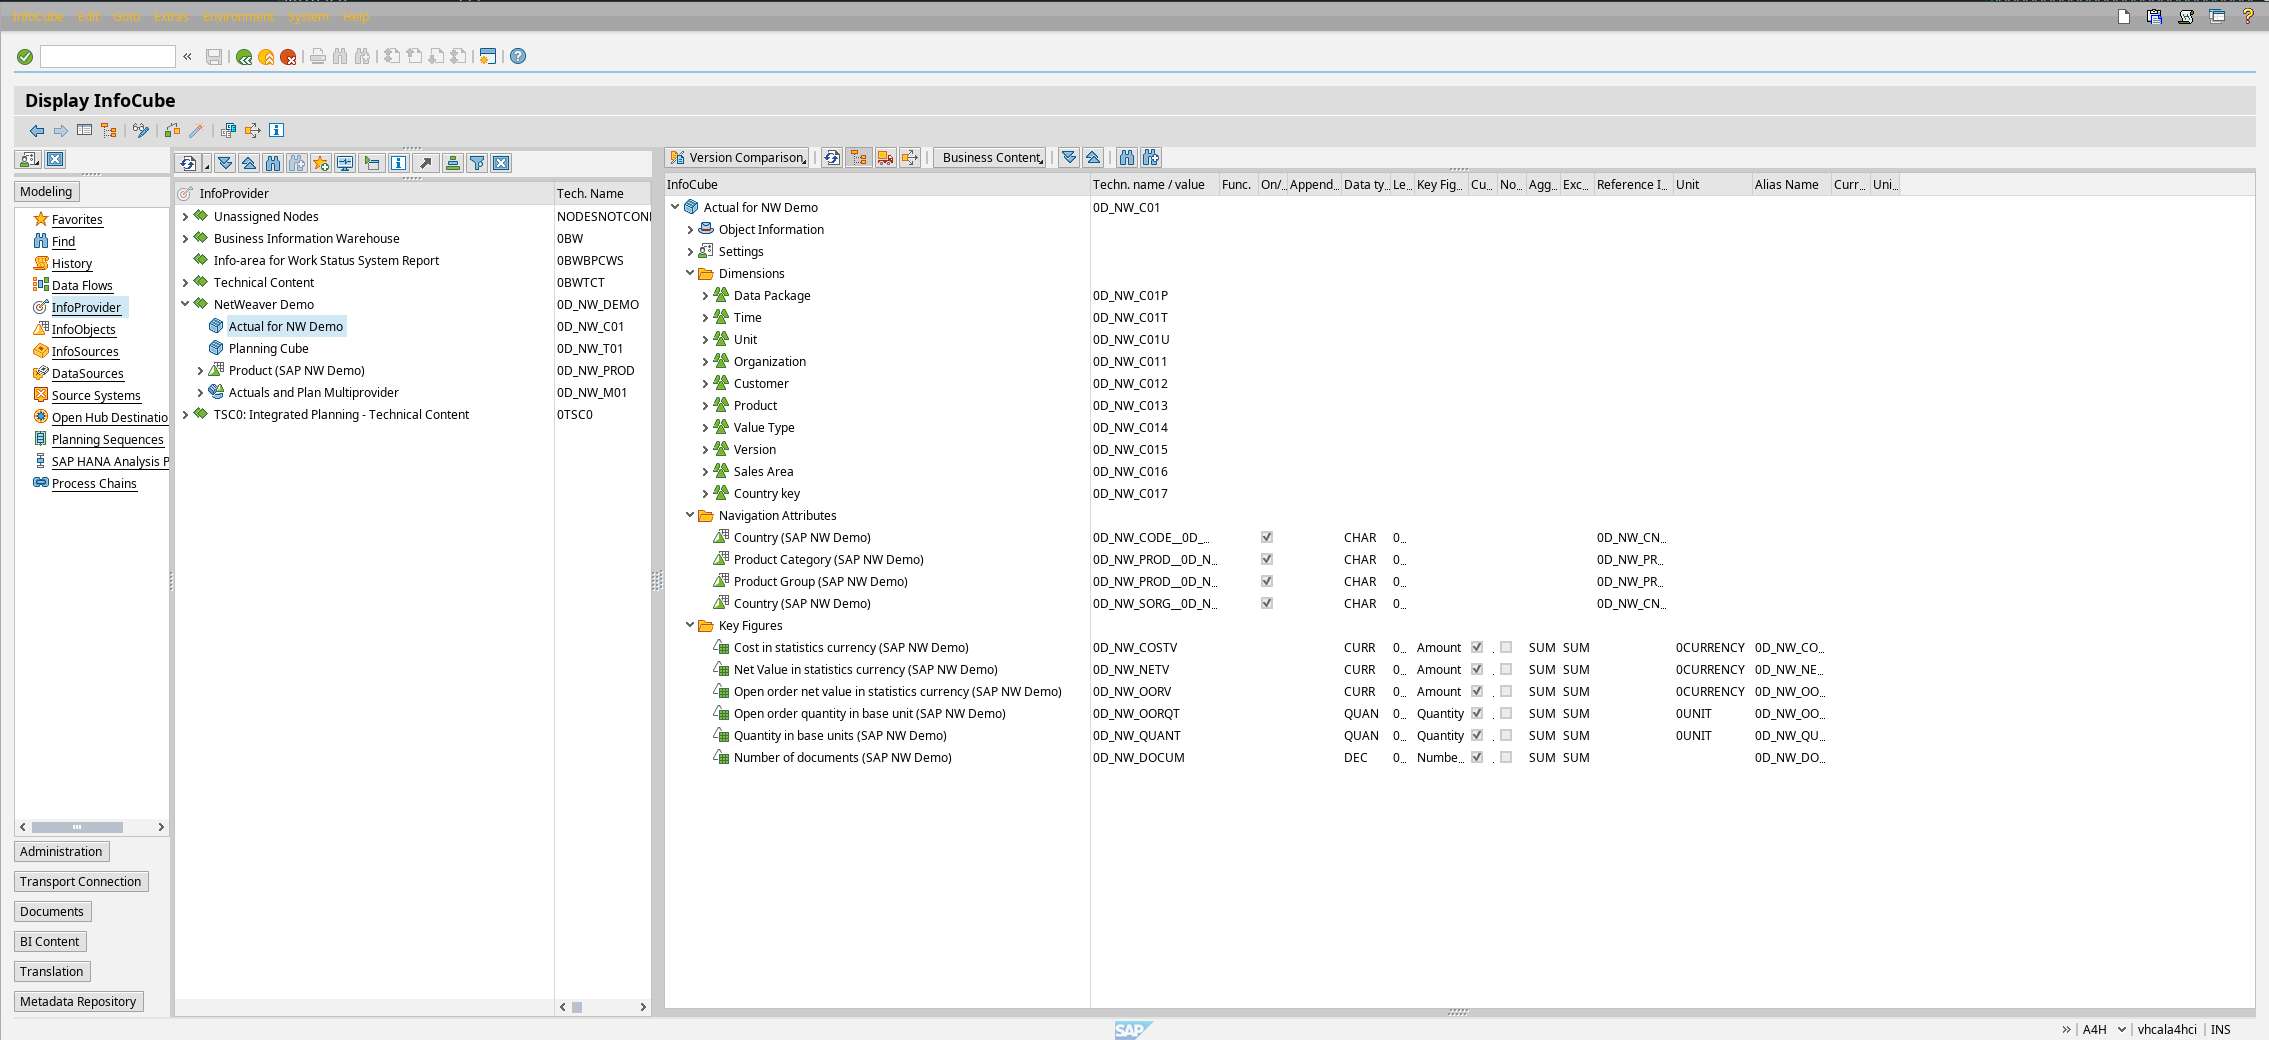 InfoCube Edit Goto Extras Environment System Help
Display InfoCube
Modeling
Favorites
Find
History
Data Flows
InfoProvider
InfoObjects
InfoSources
DataSources
Source Systems
Open Hub Destinatio
Planning Sequences
SAP HANA Analysis P
Process Chains
Administration
Transport Connection
Documents
BI Content
Translation
Metadata Repository
InfoProvider Tech. Name
Unassigned Nodes NODESNOTCON
Business Information Warehouse 0BW
Info-area for Work Status System Report 0BWBPCWS
Technical Content 0BWTCT
NetWeaver Demo 0D_NW_DEMO
Actual for NW Demo 0D_NW_C01
Planning Cube 0D_NW_T01
Product (SAP NW Demo) 0D_NW_PROD
Actuals and Plan Multiprovider 0D_NW_M01
TSC0: Integrated Planning - Technical Content 0TSC0
Version Comparison Business Content
InfoCube Techn. name / value Func. On/... Append... Data ty... Le... Key Fig... Cu... No... Agg... Exc... Reference I... Unit Alias Name Curr... Uni...
Actual for NW Demo 0D_NW_C01
Object Information
Settings
Dimensions
Data Package 0D_NW_C01P
Time 0D_NW_C01T
Unit 0D_NW_C01U
Organization 0D_NW_C011
Customer 0D_NW_C012
Product 0D_NW_C013
Value Type 0D_NW_C014
Version 0D_NW_C015
Sales Area 0D_NW_C016
Country key 0D_NW_C017
Navigation Attributes
Country (SAP NW Demo) 0D_NW_CODE__0D_... CHAR 0... 0D_NW_CN...
Product Category (SAP NW Demo) 0D_NW_PROD__0D_N... CHAR 0... 0D_NW_PR...
Product Group (SAP NW Demo) 0D_NW_PROD__0D_N... CHAR 0... 0D_NW_PR...
Country (SAP NW Demo) 0D_NW_SORG__0D_N... CHAR 0... 0D_NW_CN...
Key Figures
Cost in statistics currency (SAP NW Demo) 0D_NW_COSTV CURR 0... Amount . SUM SUM 0CURRENCY 0D_NW_CO...
Net Value in statistics currency (SAP NW Demo) 0D_NW_NETV CURR 0... Amount . SUM SUM 0CURRENCY 0D_NW_NE...
Open order net value in statistics currency (SAP NW Demo) 0D_NW_OORV CURR 0... Amount . SUM SUM 0CURRENCY 0D_NW_OO...
Open order quantity in base unit (SAP NW Demo) 0D_NW_OORQT QUAN 0... Quantity . SUM SUM 0UNIT 0D_NW_OO...
Quantity in base units (SAP NW Demo) 0D_NW_QUANT QUAN 0... Quantity . SUM SUM 0UNIT 0D_NW_QU...
Number of documents (SAP NW Demo) 0D_NW_DOCUM DEC 0... Numbe... . SUM SUM 0D_NW_DO...
SAP
A4H vhcala4hci INS